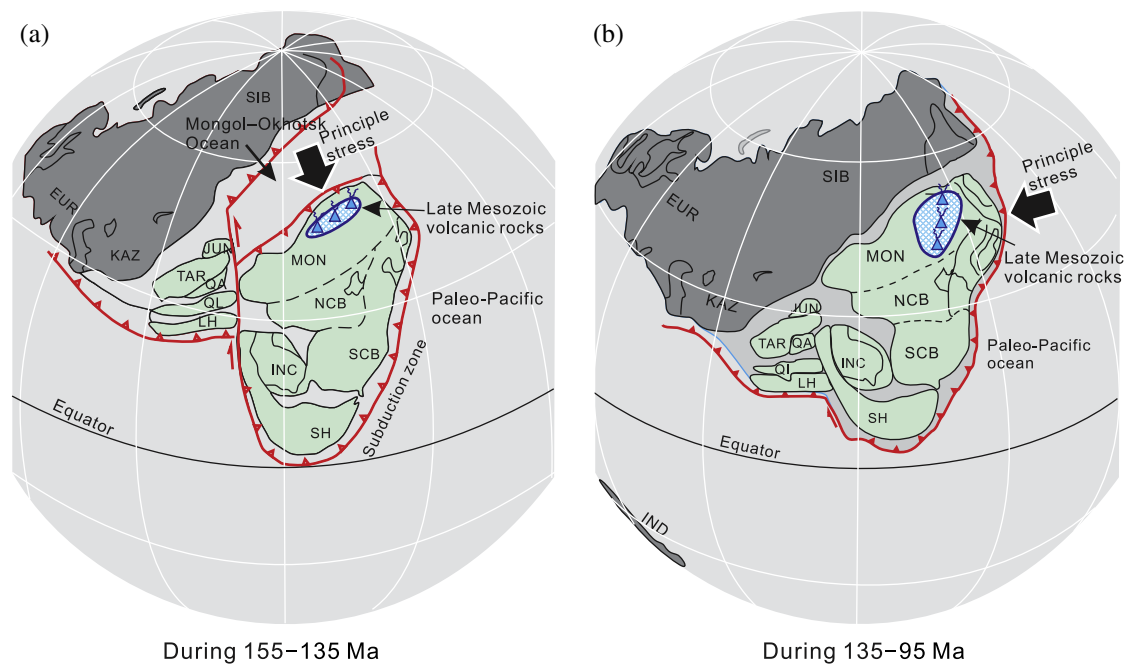 (a)
SIB
Mongol–Okhotsk
Ocean
Principle
stress
EUR
KAZ
JUN
TAR
QA
QL
LH
MON
Late Mesozoic
volcanic rocks
NCB
Paleo-Pacific
ocean
SCB
INC
SH
Subduction zone
Equator
During 155–135 Ma
(b)
SIB
Principle
stress
EUR
KAZ
MON
Late Mesozoic
volcanic rocks
NCB
JUN
TAR
QA
QI
LH
INC
SCB
Paleo-Pacific
ocean
SH
Equator
IND
During 135–95 Ma